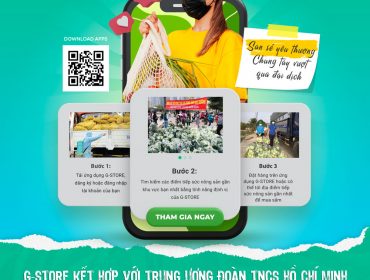 DOWNLOAD APPS
San sẻ yêu thương
Chung tay vượt
qua đại dịch
Bước 1:
Tải ứng dụng G-STORE,
đăng ký hoặc đăng nhập
tài khoản của bạn
Bước 2:
Tìm kiếm các điểm tiếp sức nông sản gần
khu vực bạn nhất bằng tính năng định vị
của G-STORE
Bước 3
Đặt hàng trên ứng
dụng G-STORE hoặc có
thể tới địa điểm tiếp
sức nông sản gần nhất
để mua sắm
THAM GIA NGAY
G-STORE KẾT HỢP VỚI TRUNG ƯƠNG ĐOÀN TNCS HỒ CHÍ MINH